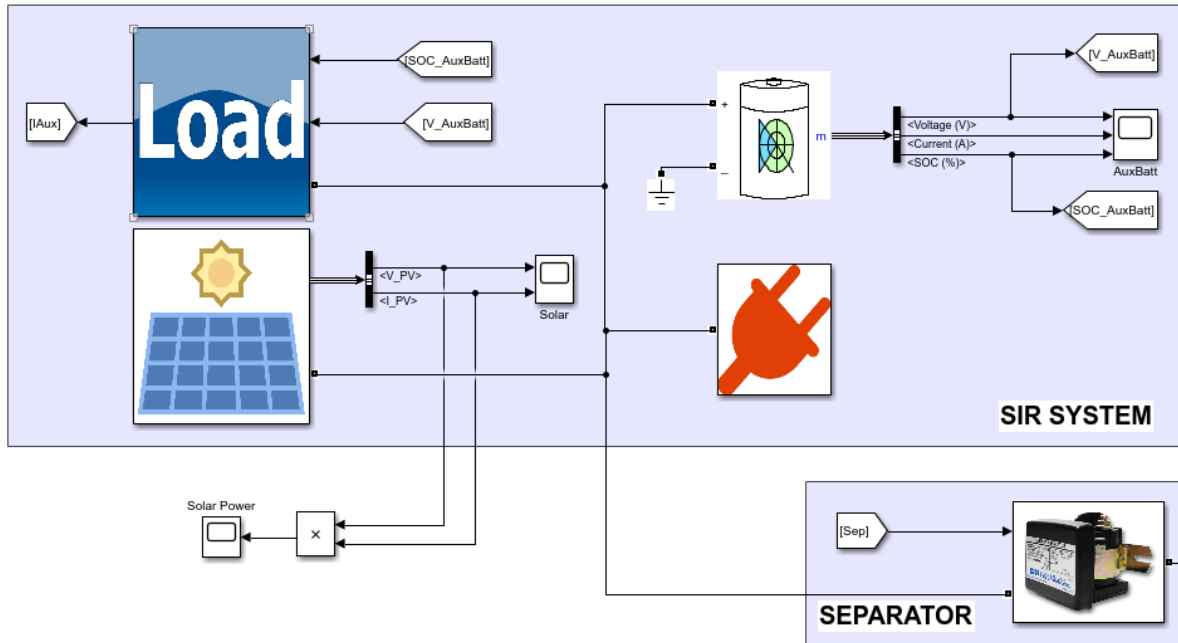 Load
[SOC_AuxBatt]
[V_AuxBatt]
[IAux]
+
_
m
<Voltage (V)>
<Current (A)>
<SOC (%)>
[V_AuxBatt]
AuxBatt
[SOC_AuxBatt]
<V_PV>
<I_PV>
Solar
SIR SYSTEM
Solar Power
×
[Sep]
SEPARATOR